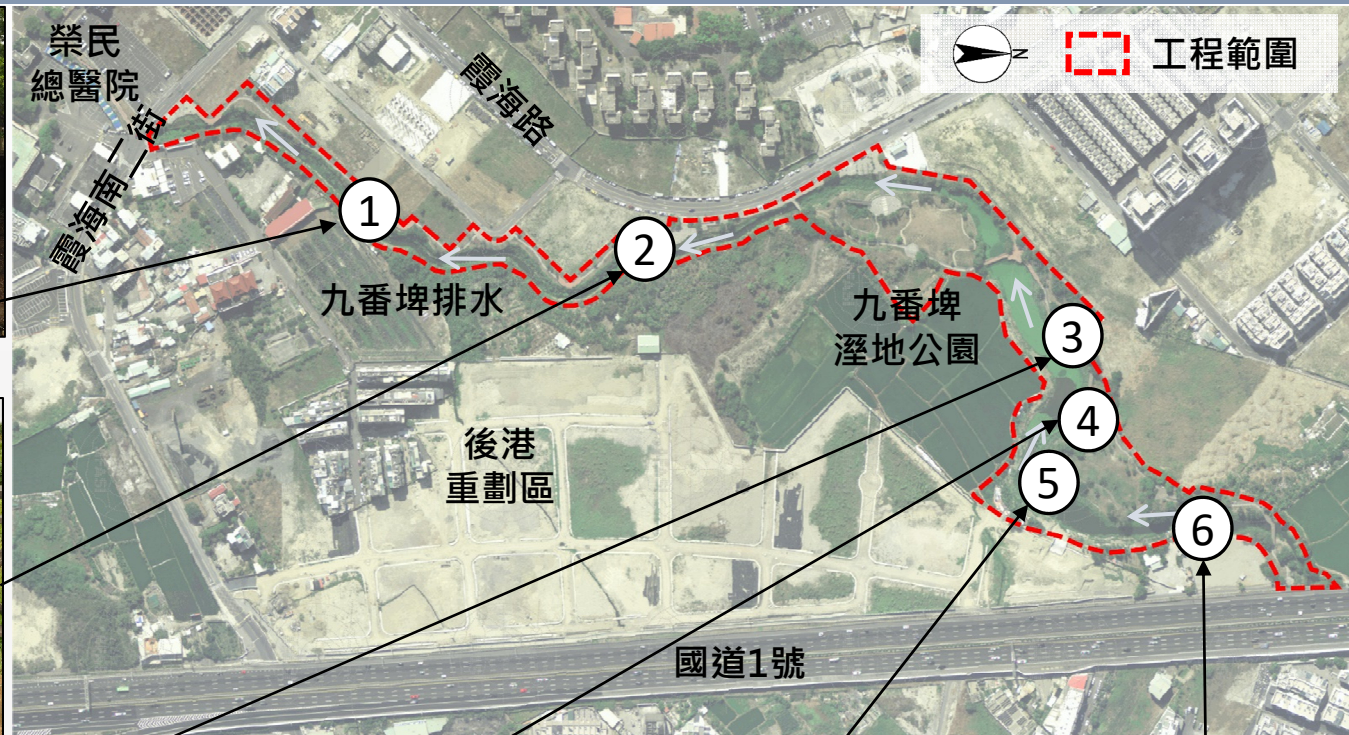 榮民
總醫院
霞海路
N
工程範圍
霞海南一街
1
2
九番埤排水
九番埤
溼地公園
3
4
後港
重劃區
5
6
國道1號